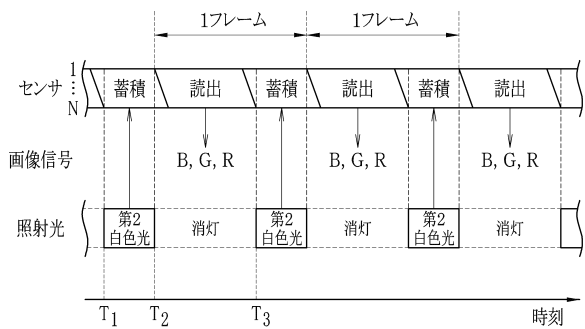 1フレーム 1フレーム
1
センサ ⋮ 蓄積 読出 蓄積 読出 蓄積 読出
N
画像信号 B, G, R B, G, R B, G, R
照射光 第2 白色光 消灯 第2 白色光 消灯 第2 白色光 消灯
T1 T2 T3 時刻